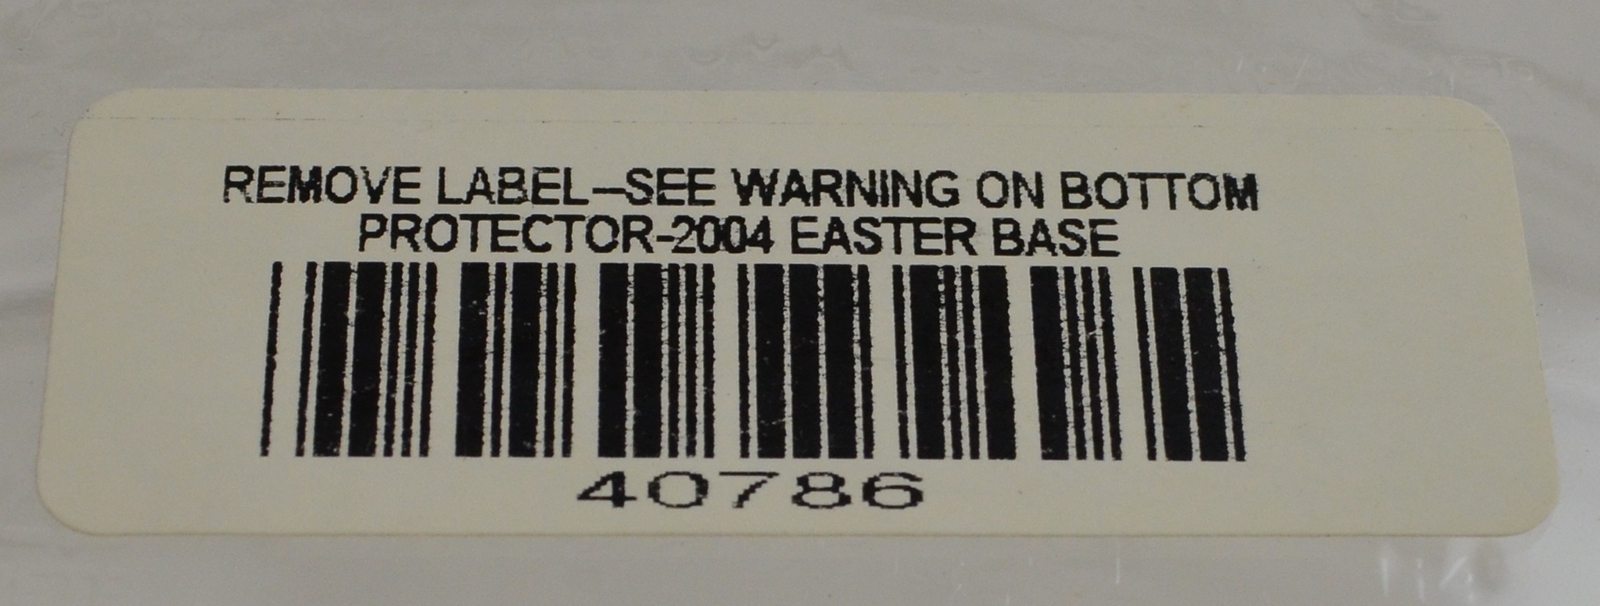 REMOVE LABEL--SEE WARNING ON BOTTOM
PROTECTOR-2004 EASTER BASE
40786